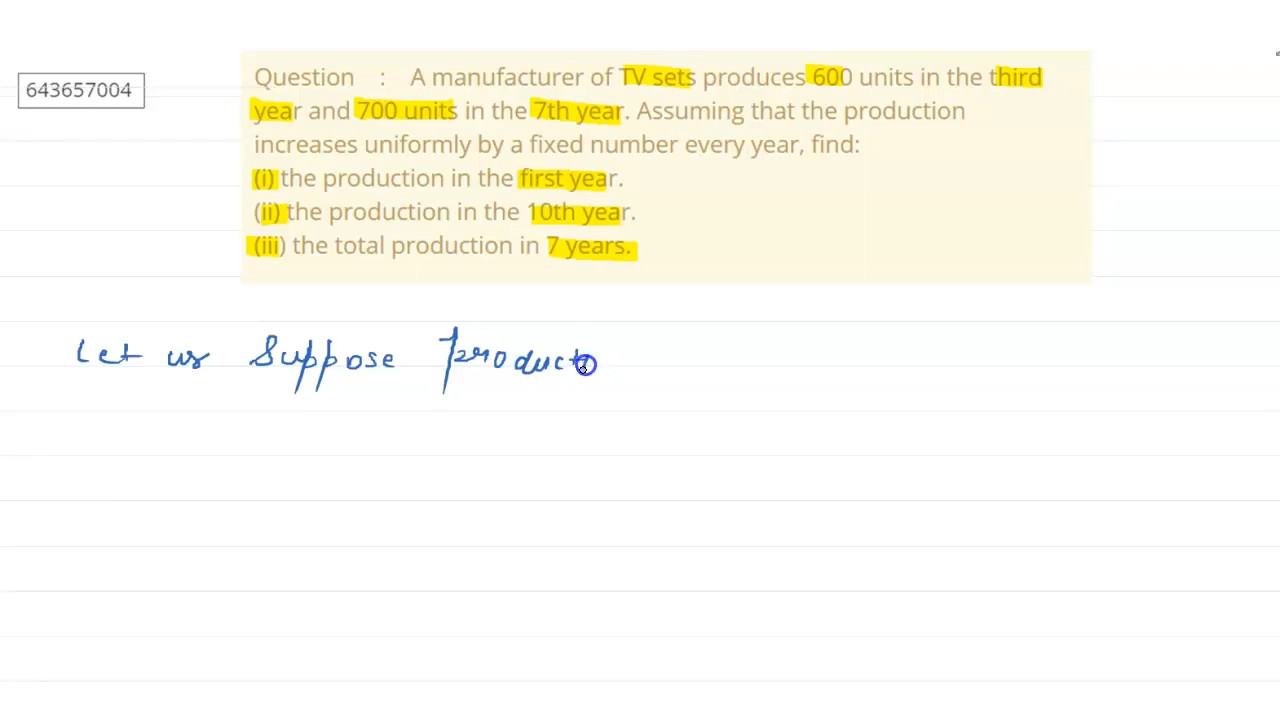 643657004
Question : A manufacturer of TV sets produces 600 units in the third
year and 700 units in the 7th year. Assuming that the production
increases uniformly by a fixed number every year, find:
(i) the production in the first year.
(ii) the production in the 10th year.
(iii) the total production in 7 years.
Let us Suppose product